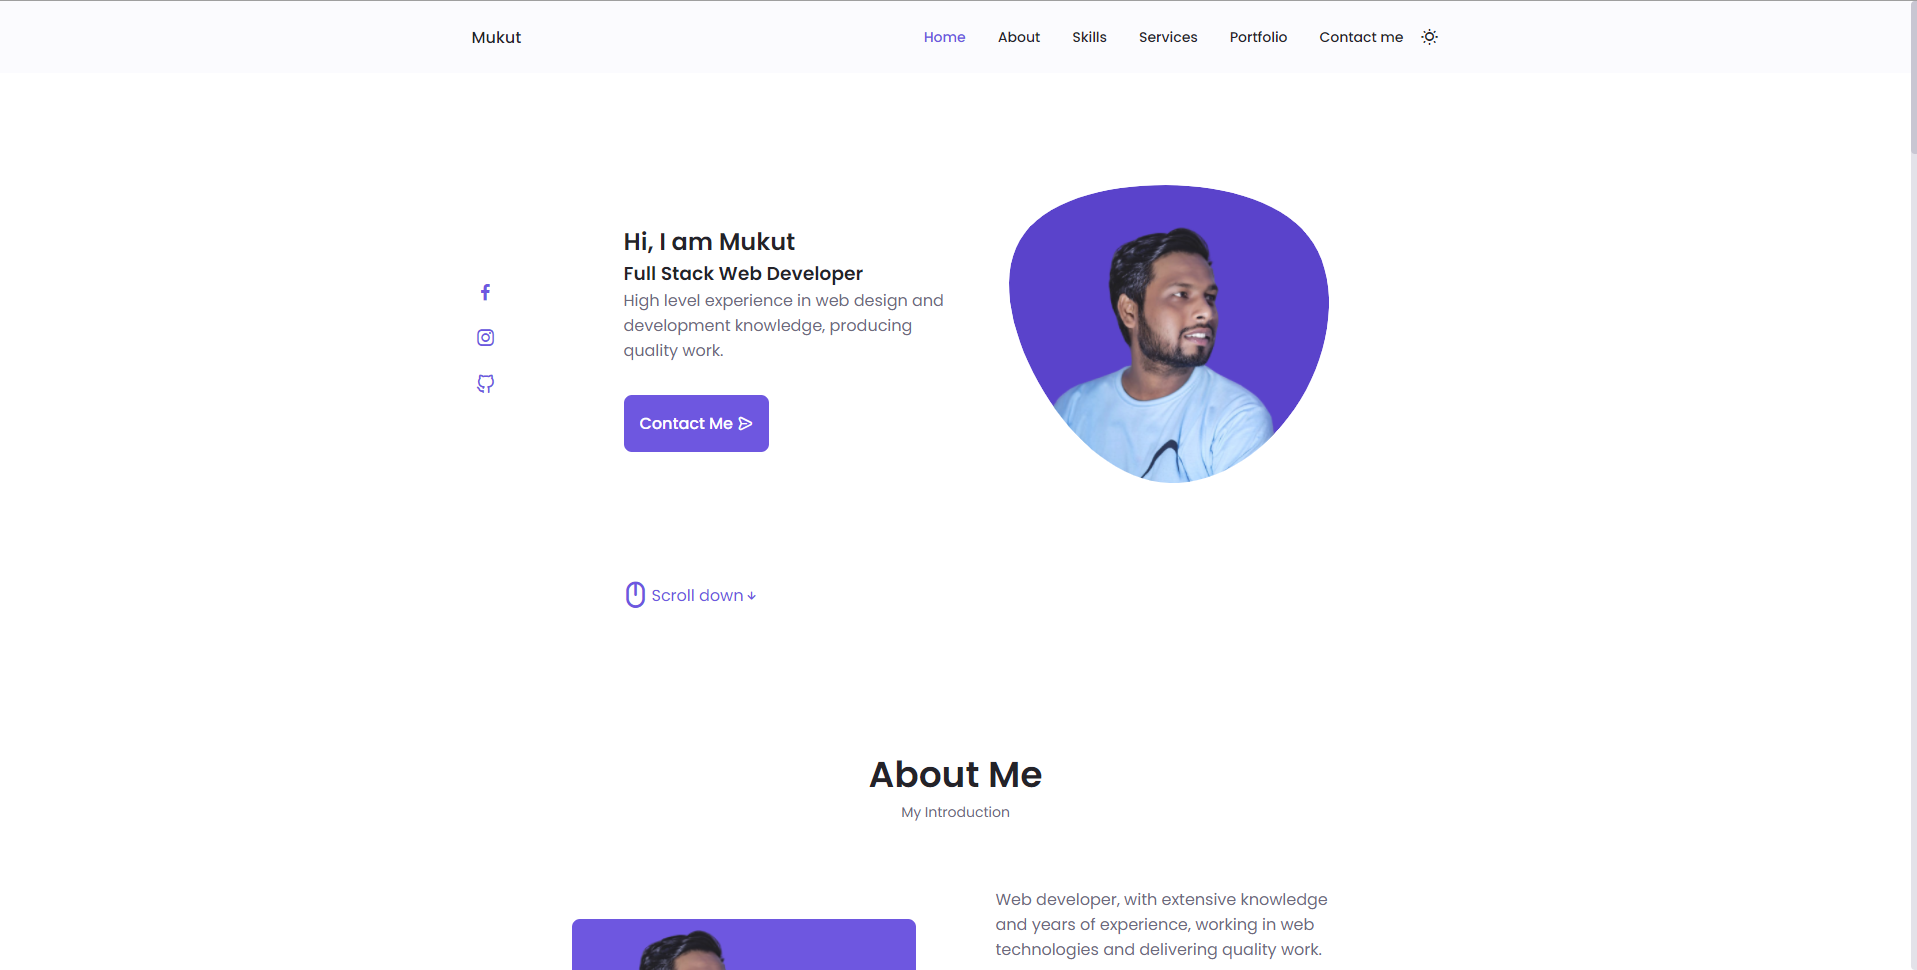 Mukut
Home About Skills Services Portfolio Contact me
Hi, I am Mukut
Full Stack Web Developer
High level experience in web design and
development knowledge, producing
quality work.
Contact Me
Scroll down
About Me
My Introduction
Web developer, with extensive knowledge
and years of experience, working in web
technologies and delivering quality work.